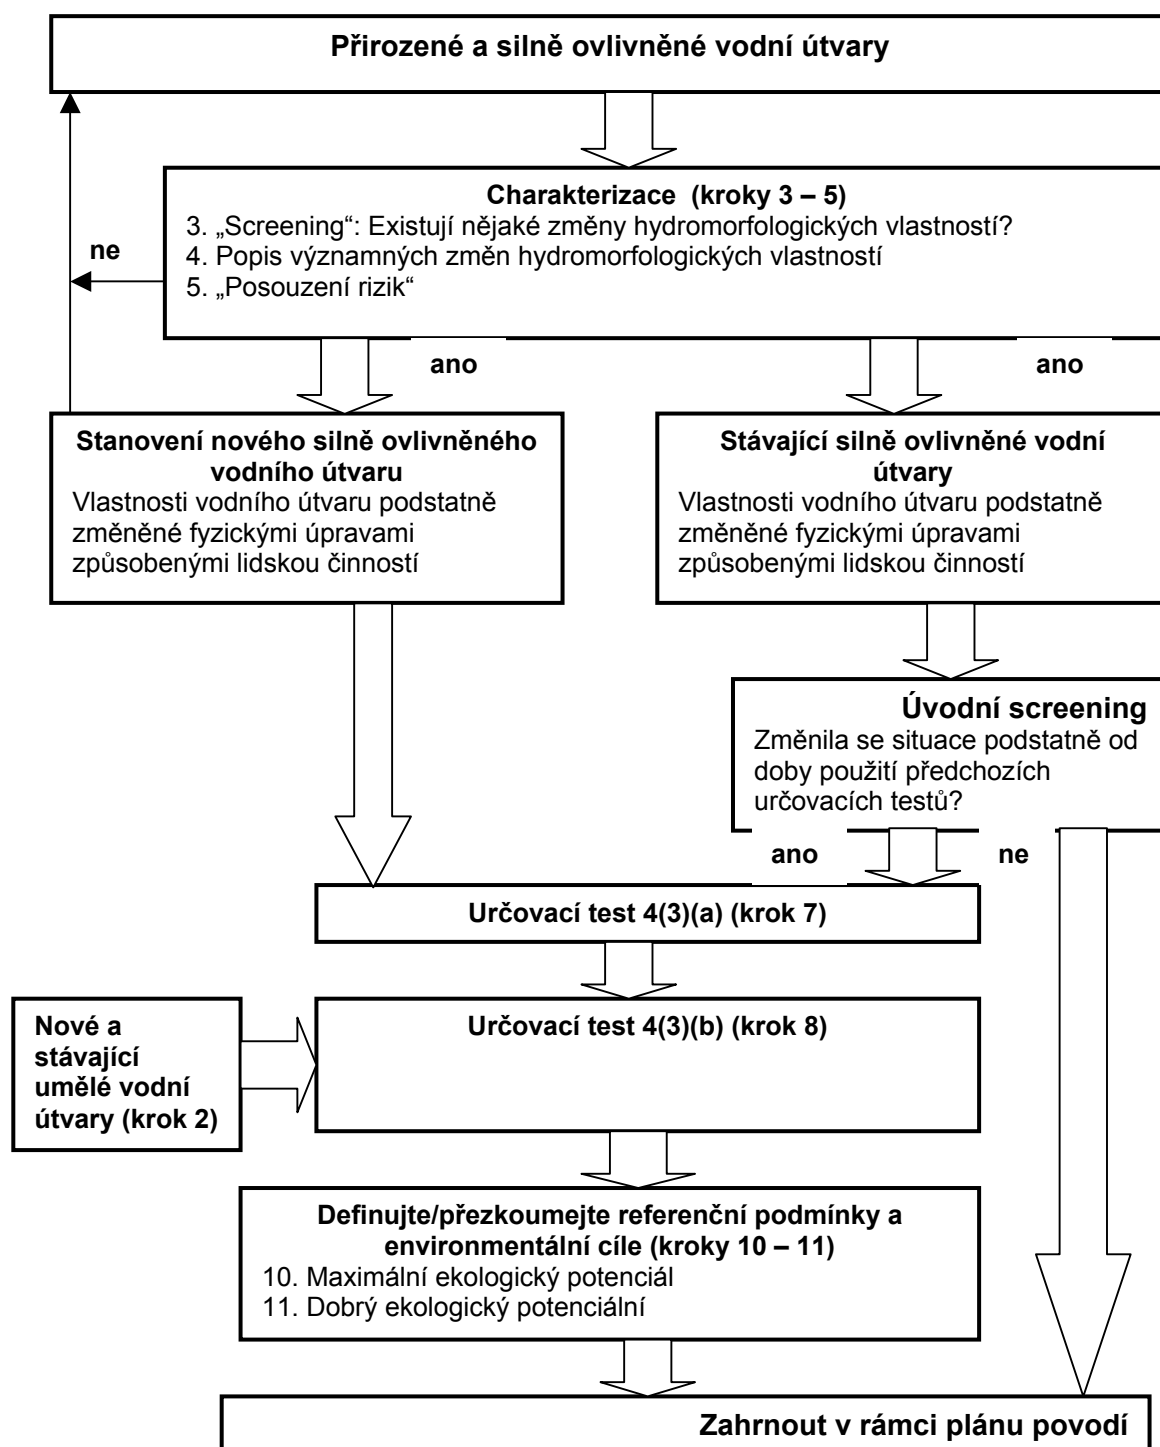 Přirozené a silně ovlivněné vodní útvary
Charakterizace (kroky 3 – 5)
3. „Screening“: Existují nějaké změny hydromorfologických vlastností?
4. Popis významných změn hydromorfologických vlastností
5. „Posouzení rizik“
ne
ano
ano
Stanovení nového silně ovlivněného
vodního útvaru
Vlastnosti vodního útvaru podstatně
změněné fyzickými úpravami
způsobenými lidskou činností
Stávající silně ovlivněné vodní
útvary
Vlastnosti vodního útvaru podstatně
změněné fyzickými úpravami
způsobenými lidskou činností
Úvodní screening
Změnila se situace podstatně od
doby použití předchozích
určovacích testů?
ano
ne
Určovací test 4(3)(a) (krok 7)
Nové a
stávající
umělé vodní
útvary (krok 2)
Určovací test 4(3)(b) (krok 8)
Definujte/přezkoumejte referenční podmínky a
environmentální cíle (kroky 10 – 11)
10. Maximální ekologický potenciál
11. Dobrý ekologický potenciální
Zahrnout v rámci plánu povodí